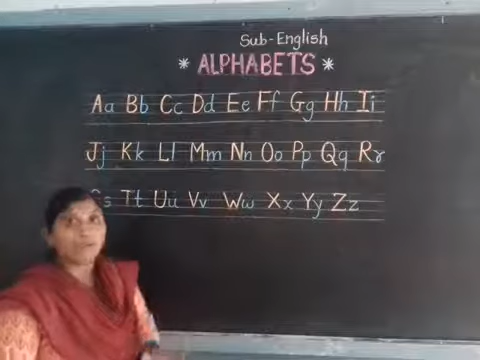 Sub-English
* ALPHABETS *
Aa Bb Cc Dd Ee Ff Gg Hh Ii
Jj Kk Ll Mm Nn Oo Pp Qq Rr
Ss Tt Uu Vv Ww Xx Yy Zz